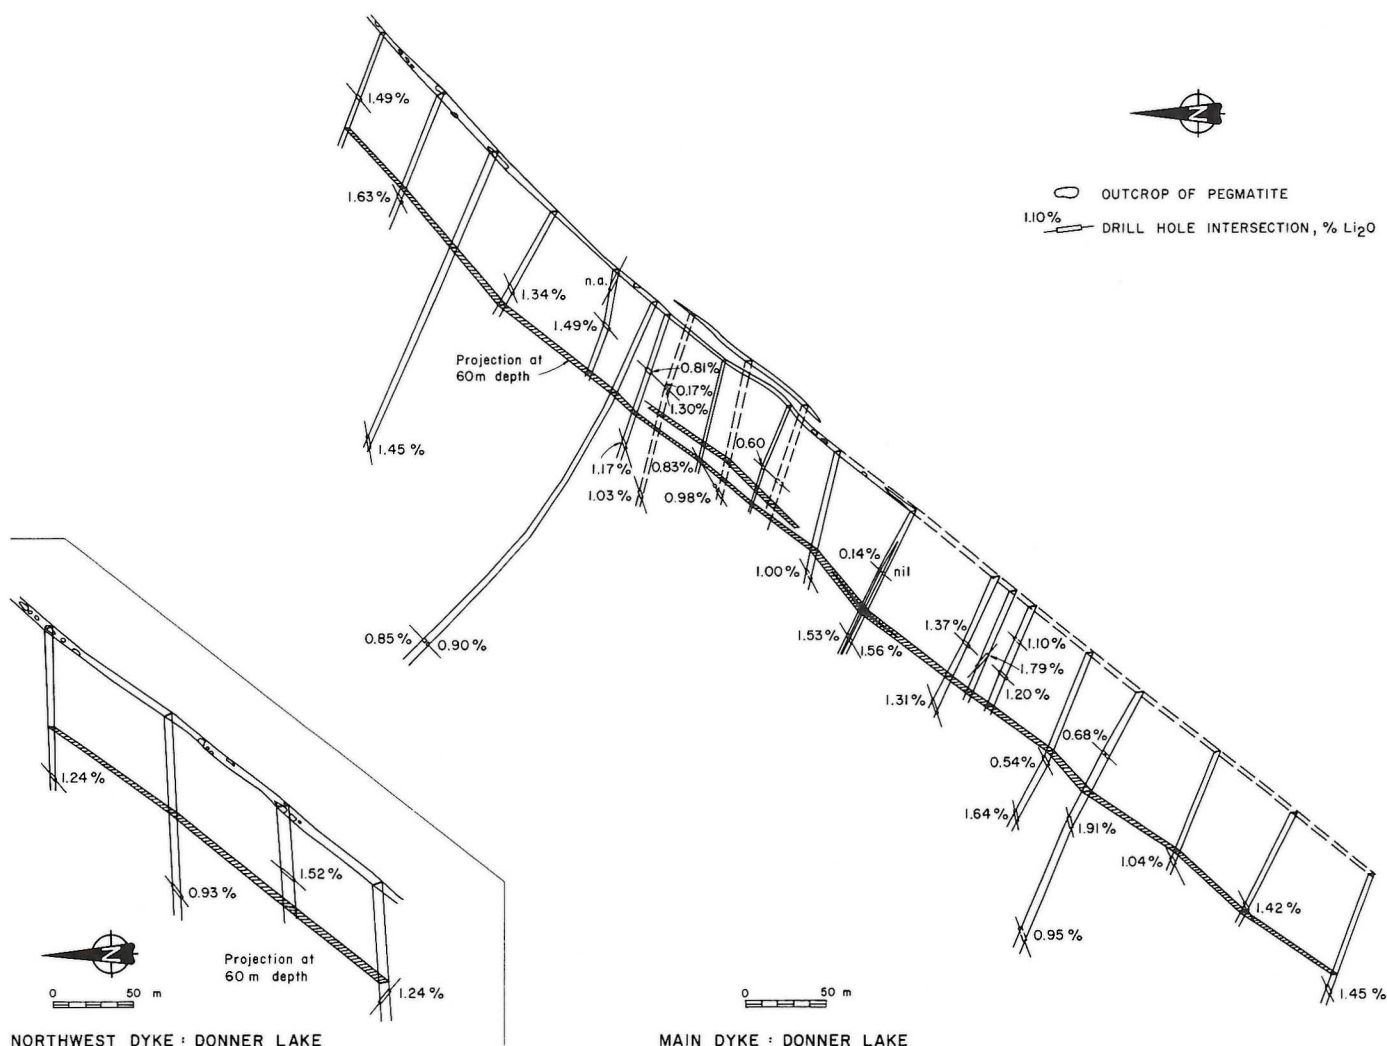 1.49%
1.63%
1.45 %
N
OUTCROP OF PEGMATITE
1.10%
DRILL HOLE INTERSECTION, % Li2O
n.a.
1.34%
1.49%
Projection at
60m depth
0.81%
0.17%
1.30%
0.60
1.17%
0.83%
1.03%
0.98%
1.00%
0.14%
nil
0.85%
0.90%
1.53%
1.56%
1.37%
1.10%
1.79%
1.20%
1.31%
0.68%
0.54%
1.64%
1.91%
1.04%
1.42%
0.95 %
1.45 %
1.24%
0.93%
1.52%
N
Projection at
60 m depth
1.24%
0 50 m
0 50 m
NORTHWEST DYKE : DONNER LAKE
MAIN DYKE : DONNER LAKE